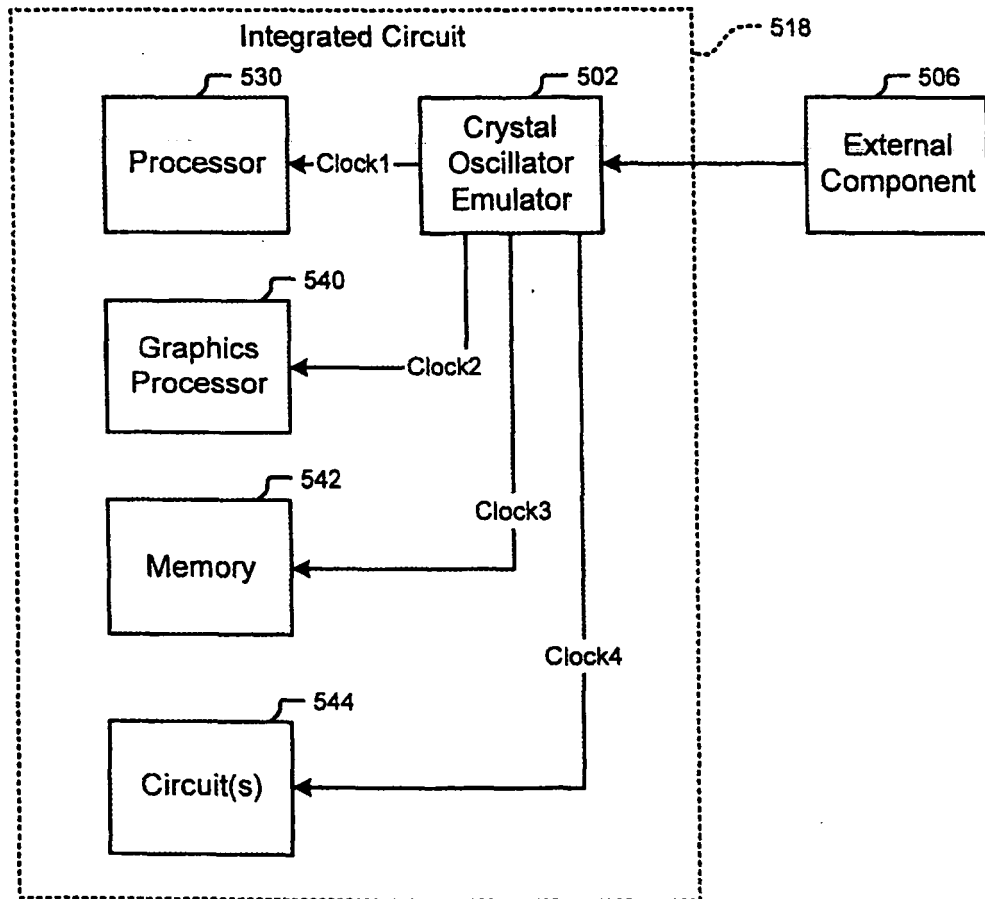 Integrated Circuit
518
530
502
506
Processor
Clock1
Crystal
Oscillator
Emulator
External
Component
540
Graphics
Processor
Clock2
542
Memory
Clock3
544
Circuit(s)
Clock4